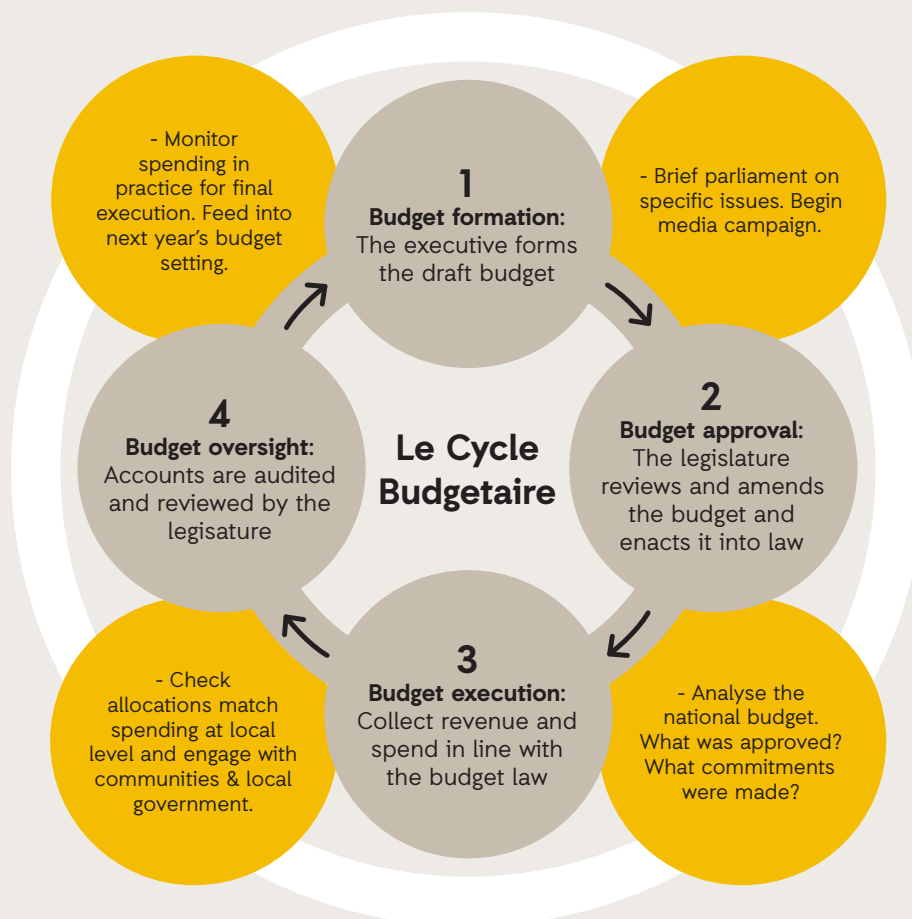 - Monitor
spending in
practice for final
execution. Feed into
next year's budget
setting.
1
Budget formation:
The executive forms
the draft budget
- Brief parliament on
specific issues. Begin
media campaign.
4
Budget oversight:
Accounts are audited
and reviewed by the
legisature
Le Cycle
Budgetaire
2
Budget approval:
The legislature
reviews and amends
the budget and
enacts it into law
- Check
allocations match
spending at local
level and engage with
communities & local
government.
3
Budget execution:
Collect revenue and
spend in line with
the budget law
- Analyse the
national budget.
What was approved?
What commitments
were made?